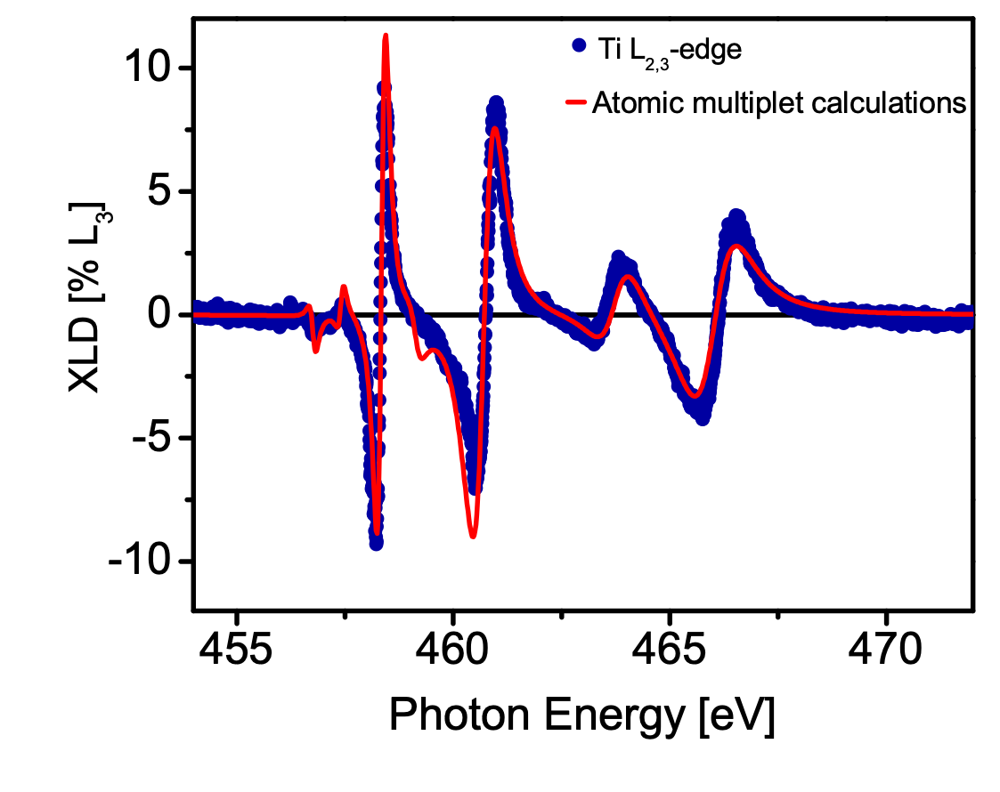 Ti L2,3-edge
Atomic multiplet calculations
10
5
0
-5
-10
XLD [% L3]
455 460 465 470
Photon Energy [eV]